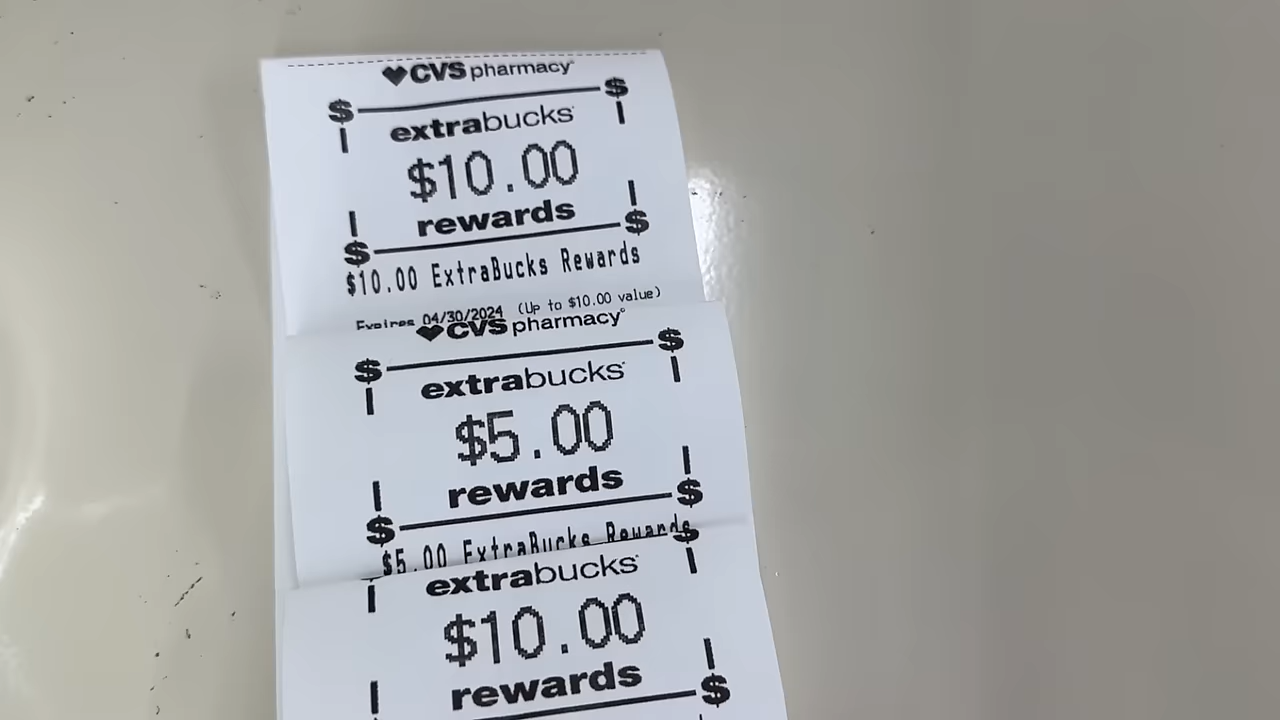 CVS pharmacy
$ $
extrabucks
$10.00
rewards
$ $
$10.00 ExtraBucks Rewards
Expires 04/30/2024 (Up to $10.00 value)
CVS pharmacy
$ $
extrabucks
$5.00
rewards
$ $
$5.00 ExtraBucks Rewards
$
extrabucks
$10.00
rewards
$